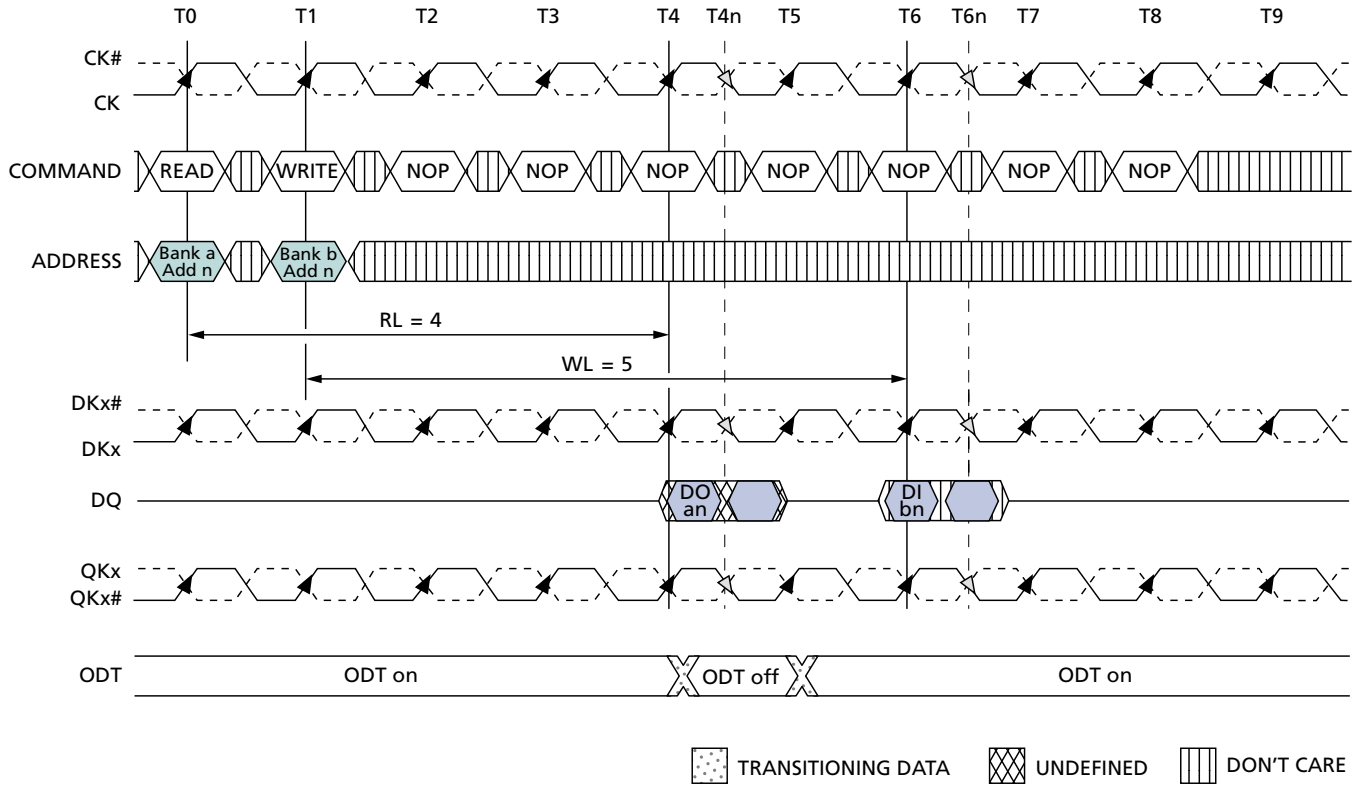 T0 T1 T2 T3 T4 T4n T5 T6 T6n T7 T8 T9
CK#
CK
COMMAND READ WRITE NOP NOP NOP NOP NOP NOP NOP
ADDRESS Bank a Add n Bank b Add n
RL = 4
WL = 5
DKx#
DKx
DQ DO an DI bn
QKx
QKx#
ODT ODT on ODT off ODT on
TRANSITIONING DATA UNDEFINED DON'T CARE